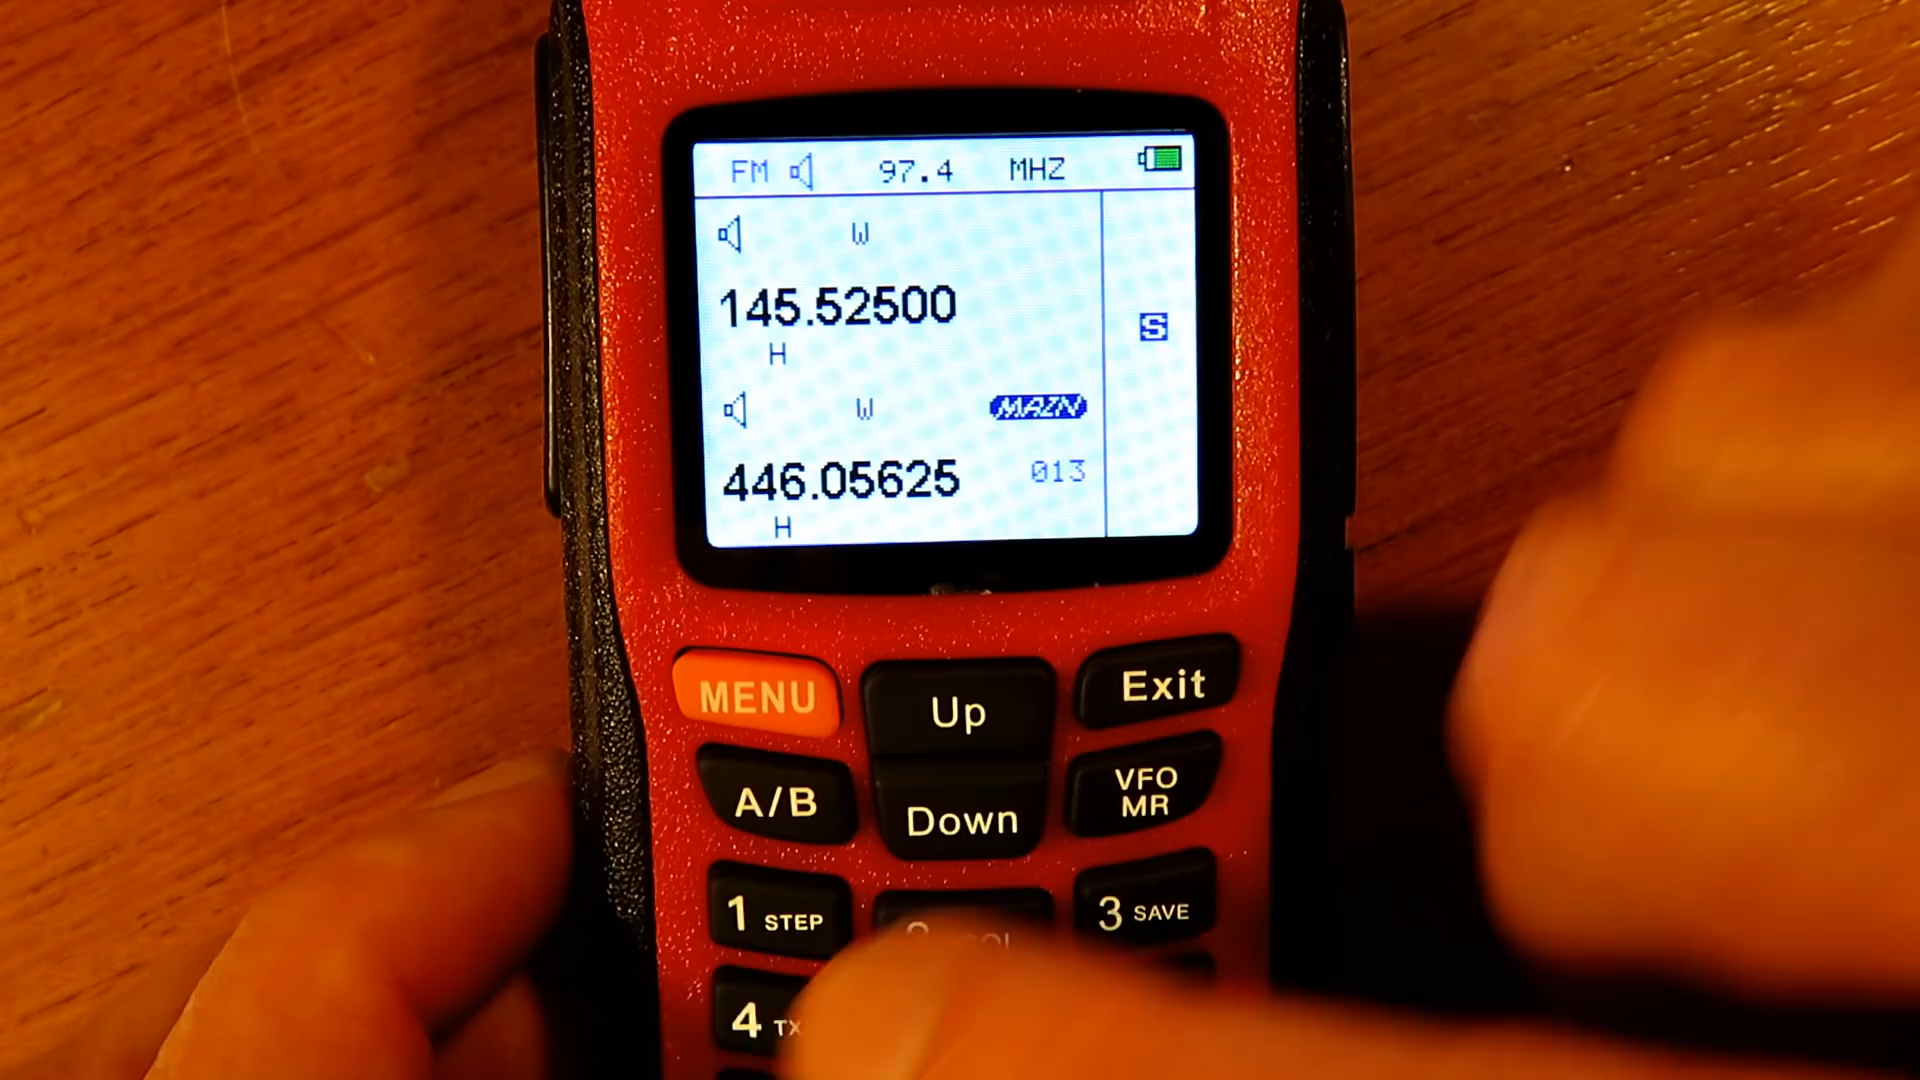 FM 97.4 MHZ
W
145.52500
S
H
W MAIN
446.05625 013
H
MENU Up Exit
A/B Down VFO MR
1 STEP 3 SAVE
4 TX